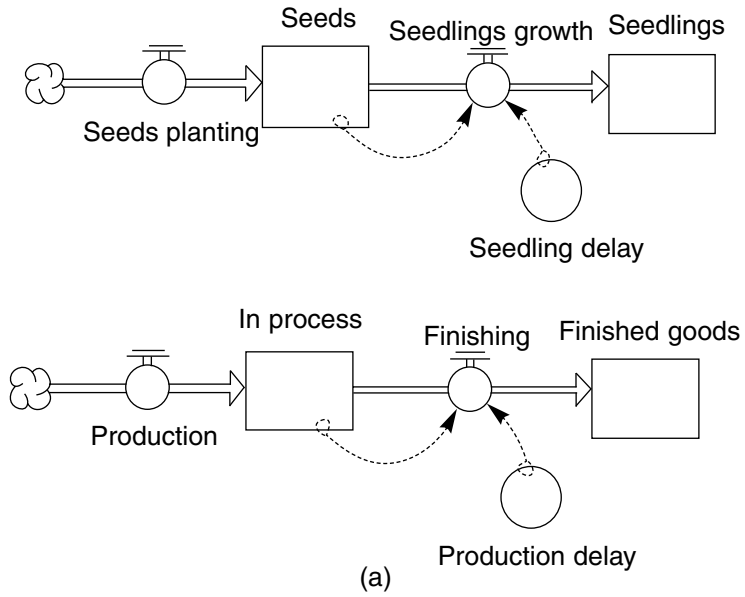 Seeds
Seedlings growth
Seedlings
Seeds planting
Seedling delay
In process
Finishing
Finished goods
Production
Production delay
(a)